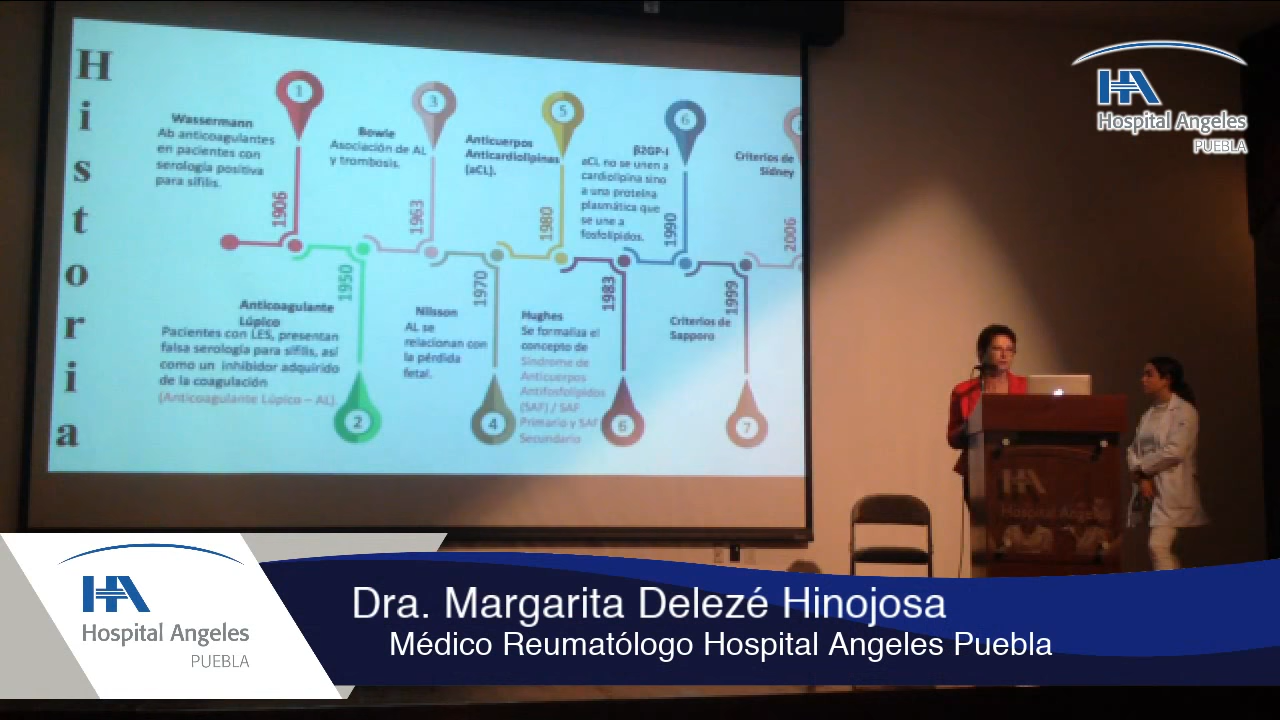 Historia
1
Wassermann
Ab anticoagulantes
en pacientes con
serología positiva
para sífilis.
1906
3
Bowie
Asociación de AL
y trombosis.
1963
5
Anticuerpos
Anticardiolipinas
(aCL).
1980
6
β2GP-I
aCL no se unen a
cardiolipina sino
a una proteína
plasmática que
se une a
fosfolípidos.
1990
Criterios de
Sidney
2006
1950
Anticoagulante
Lúpico
Pacientes con LES, presentan
falsa serología para sífilis, así
como un inhibidor adquirido
de la coagulación
(Anticoagulante Lúpico – AL).
2
1970
Nilsson
AL se
relacionan con
la pérdida
fetal.
4
1983
Hughes
Se formaliza el
concepto de
Síndrome de
Anticuerpos
Antifosfolípidos
(SAF) / SAF
Primario y SAF
Secundario
6
1999
Criterios de
Sapporo
7
HA
Hospital Angeles
PUEBLA
HA
Hospital Angeles
HA
Hospital Angeles
PUEBLA
Dra. Margarita Delezé Hinojosa
Médico Reumatólogo Hospital Angeles Puebla